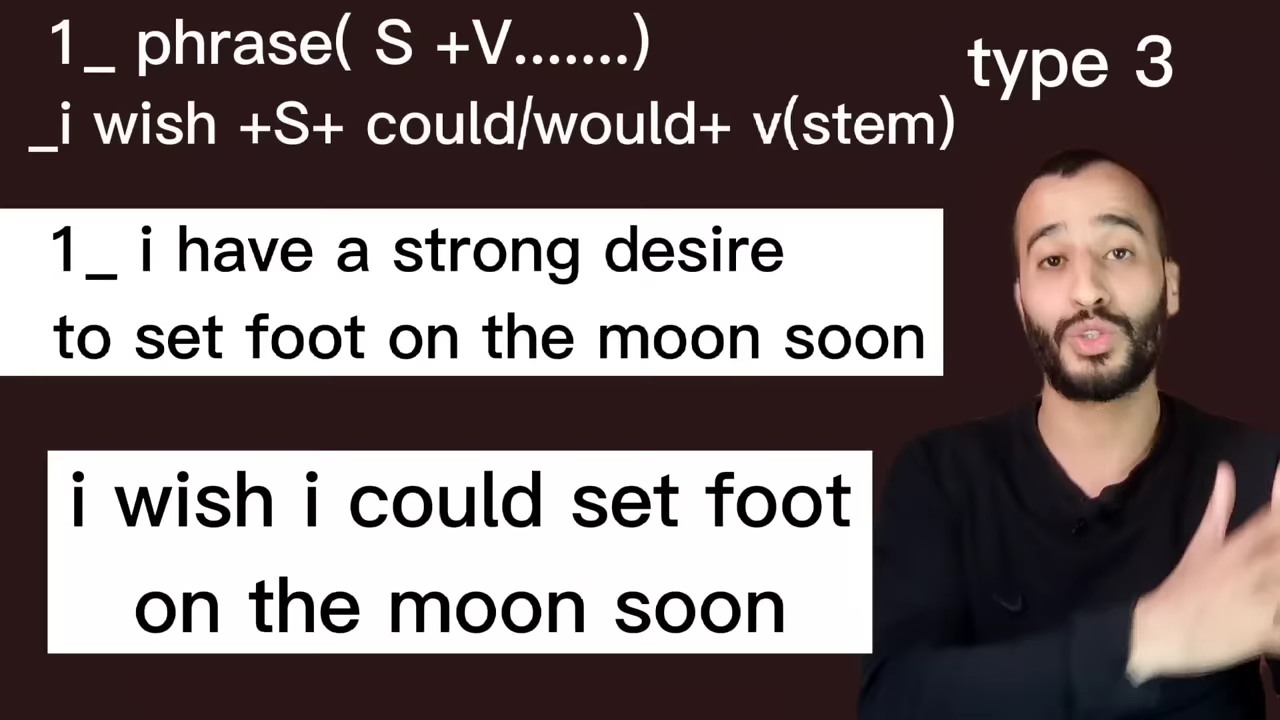 1_ phrase( S +V.......)
type 3
_i wish +S+ could/would+ v(stem)
1_ i have a strong desire
to set foot on the moon soon
i wish i could set foot
on the moon soon